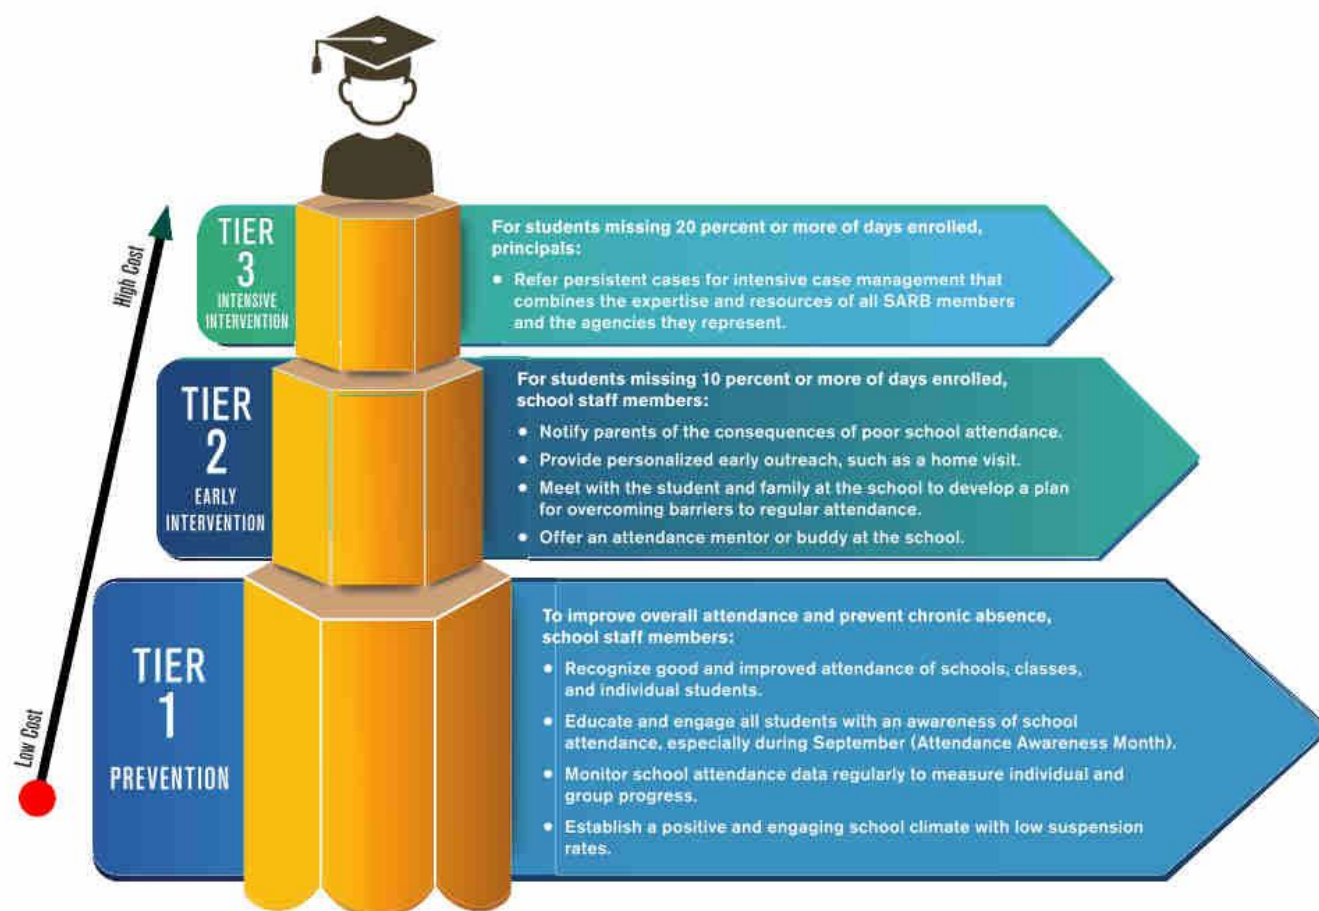 High Cost
Low Cost
TIER
3
INTENSIVE
INTERVENTION
For students missing 20 percent or more of days enrolled,
principals:
• Refer persistent cases for intensive case management that
combines the expertise and resources of all SARB members
and the agencies they represent.
TIER
2
EARLY
INTERVENTION
For students missing 10 percent or more of days enrolled,
school staff members:
• Notify parents of the consequences of poor school attendance.
• Provide personalized early outreach, such as a home visit.
• Meet with the student and family at the school to develop a plan
for overcoming barriers to regular attendance.
• Offer an attendance mentor or buddy at the school.
TIER
1
PREVENTION
To improve overall attendance and prevent chronic absence,
school staff members:
• Recognize good and improved attendance of schools, classes,
and individual students.
• Educate and engage all students with an awareness of school
attendance, especially during September (Attendance Awareness Month).
• Monitor school attendance data regularly to measure individual and
group progress.
• Establish a positive and engaging school climate with low suspension
rates.